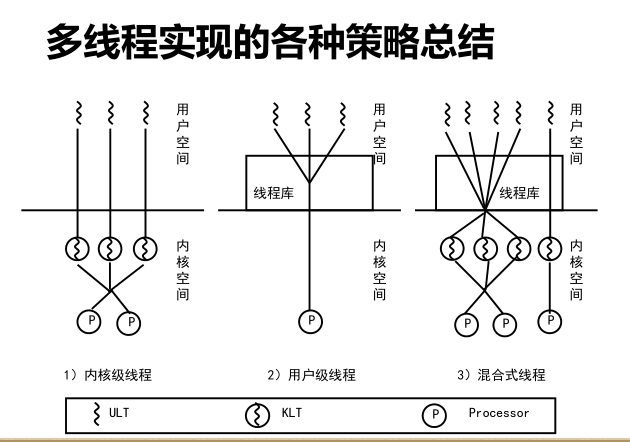 多线程实现的各种策略总结
用户空间
用户空间
用户空间
线程库
线程库
内核空间
内核空间
内核空间
P
P
P
P
P
P
1）内核级线程
2）用户级线程
3）混合式线程
ULT
KLT
P
Processor